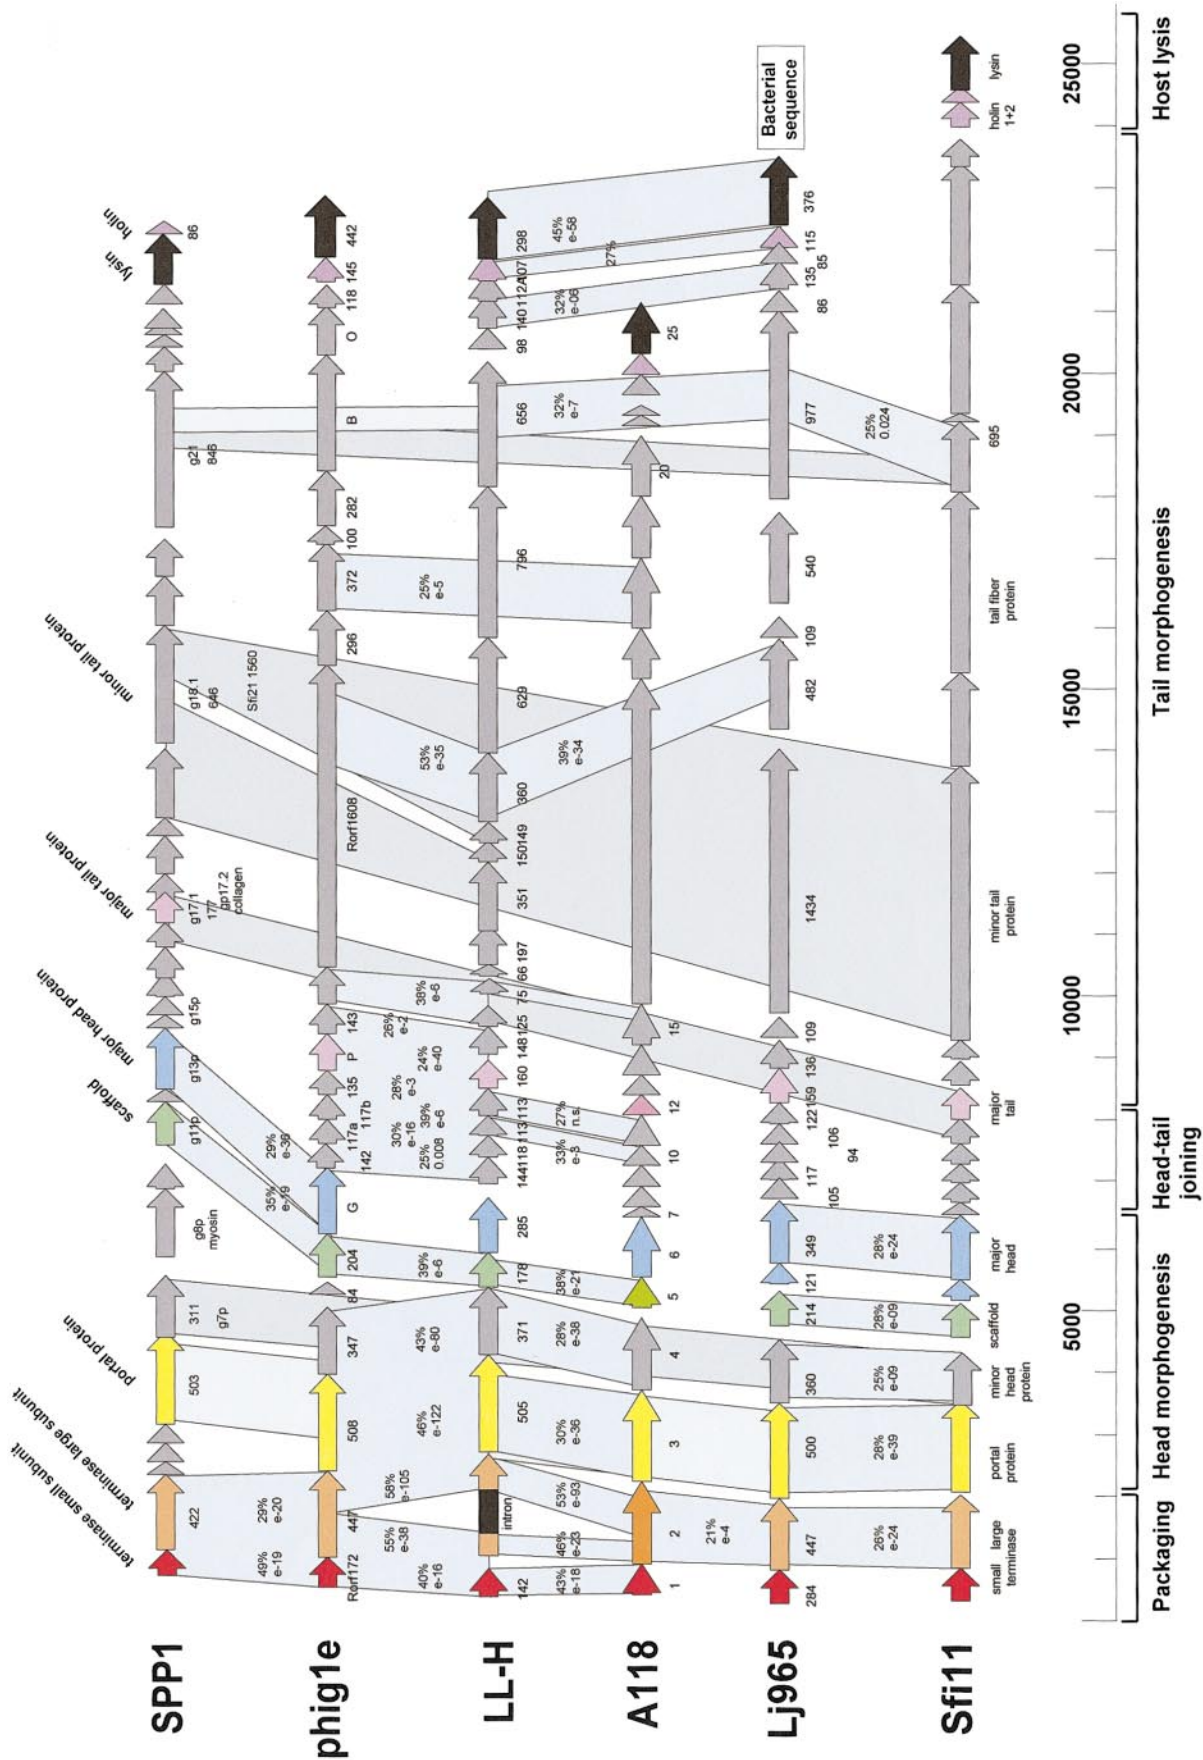 terminase small subunit
terminase large subunit
portal protein
scaffold
major head protein
major tail protein
minor tail protein
lysin
holin
SPP1
422
503
311
g7p
g8p
myosin
g11p
g13p
g15p
g17.1
177
gp17.2
collagen
g18.1
646
Sfi21 1560
g21
846
86
49%
e-19
29%
e-20
35%
e-19
29%
e-36
phig1e
Rorf172
447
508
347
84
204
G
142
117a
117b
135
P
143
Rorf1608
296
372
100
282
B
O
118
145
442
40%
e-16
55%
e-38
58%
e-105
46%
e-122
43%
e-80
39%
e-6
25%
0.008
30%
e-16
39%
e-6
28%
e-3
24%
e-40
26%
e-2
38%
e-6
53%
e-35
25%
e-5
LL-H
142
intron
505
371
178
285
144
118
113
113
160
148
125
75
66
197
351
150
149
360
629
796
656
98
140
112A
107
298
43%
e-18
46%
e-23
53%
e-93
30%
e-36
28%
e-38
38%
e-21
33%
e-3
27%
n.s.
39%
e-34
32%
e-7
32%
e-06
27%
45%
e-58
A118
1
2
3
4
5
6
7
10
12
15
20
25
21%
e-4
Lj965
284
447
500
360
214
121
349
105
117
94
106
122
159
136
109
1434
482
109
540
977
86
135
85
115
376
Bacterial
sequence
26%
e-24
28%
e-39
25%
e-09
28%
e-09
28%
e-24
25%
0.024
Sfi11
small
large
terminase
portal
protein
minor
head
protein
scaffold
major
head
major
tail
minor tail
protein
tail fiber
protein
695
holin
1+2
lysin
5000
10000
15000
20000
25000
Packaging
Head morphogenesis
Head-tail
joining
Tail morphogenesis
Host lysis